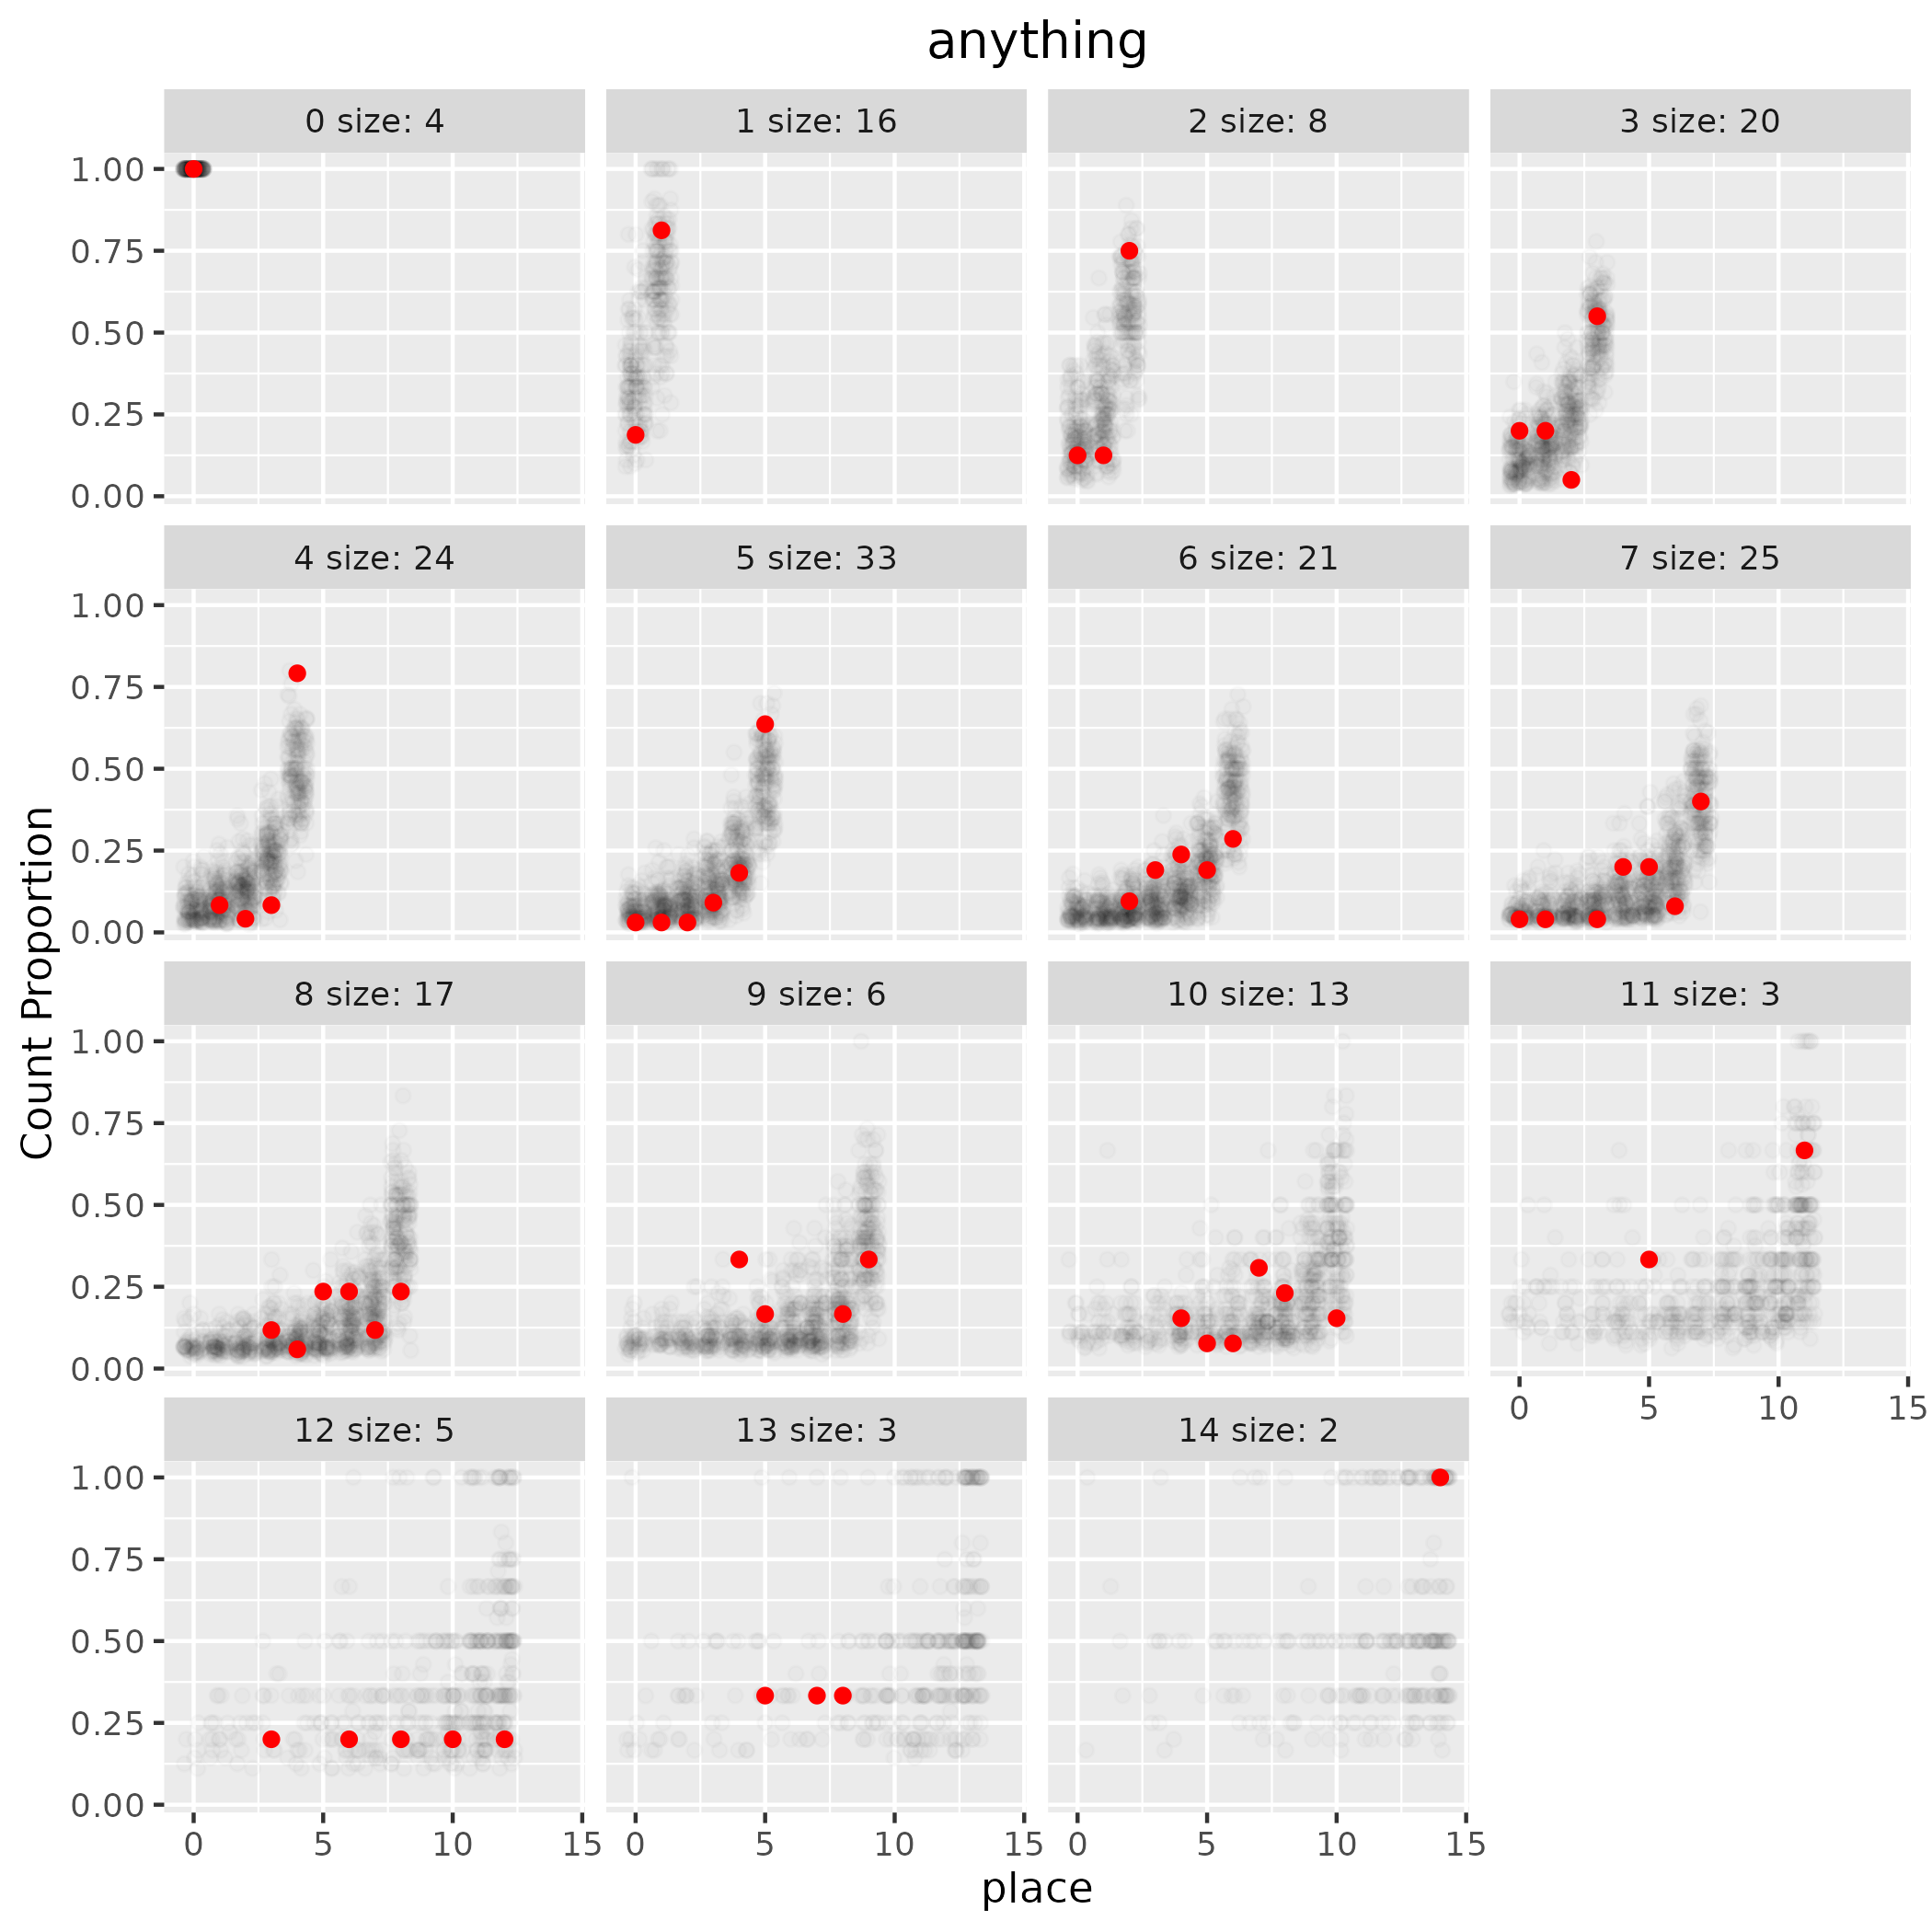 anything
0 size: 4
1 size: 16
2 size: 8
3 size: 20
1.00
0.75
0.50
0.25
0.00
4 size: 24
5 size: 33
6 size: 21
7 size: 25
1.00
0.75
0.50
0.25
0.00
Count Proportion
8 size: 17
9 size: 6
10 size: 13
11 size: 3
1.00
0.75
0.50
0.25
0.00
0 5 10 15
12 size: 5
13 size: 3
14 size: 2
1.00
0.75
0.50
0.25
0.00
0 5 10 15
0 5 10 15
0 5 10 15
place